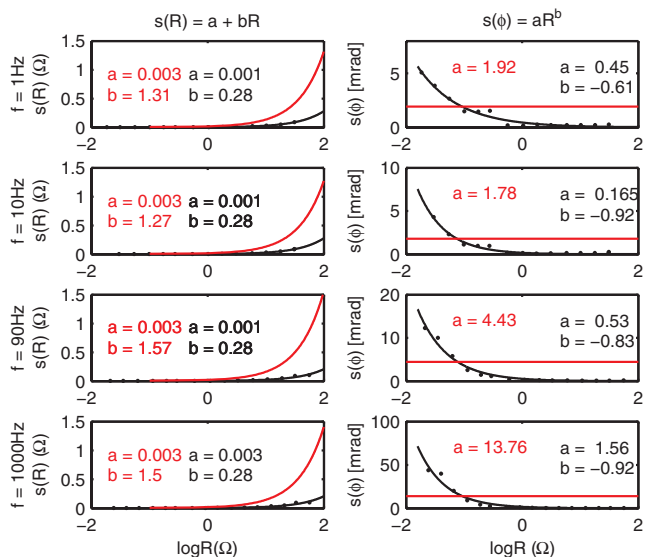 s(R) = a + bR
s(ϕ) = aR^b
f = 1Hz
s(R) (Ω)
1.5
1
0.5
0
a = 0.003 a = 0.001
b = 1.31 b = 0.28
−2 0 2
s(ϕ) [mrad]
5
0
a = 1.92
a = 0.45
b = −0.61
−2 0 2
f = 10Hz
s(R) (Ω)
1.5
1
0.5
0
a = 0.003 a = 0.001
b = 1.27 b = 0.28
−2 0 2
s(ϕ) [mrad]
10
5
0
a = 1.78
a = 0.165
b = −0.92
−2 0 2
f = 90Hz
s(R) (Ω)
1.5
1
0.5
0
a = 0.003 a = 0.001
b = 1.57 b = 0.28
−2 0 2
s(ϕ) [mrad]
20
10
0
a = 4.43
a = 0.53
b = −0.83
−2 0 2
f = 1000Hz
s(R) (Ω)
1.5
1
0.5
0
a = 0.003 a = 0.003
b = 1.5 b = 0.28
−2 0 2
logR(Ω)
s(ϕ) [mrad]
100
50
0
a = 13.76
a = 1.56
b = −0.92
−2 0 2
logR (Ω)